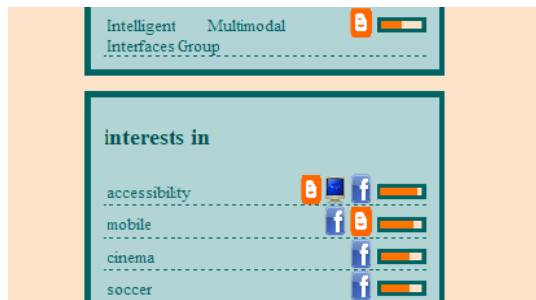 Intelligent Multimodal
Interfaces Group
interests in
accessibility
mobile
cinema
soccer